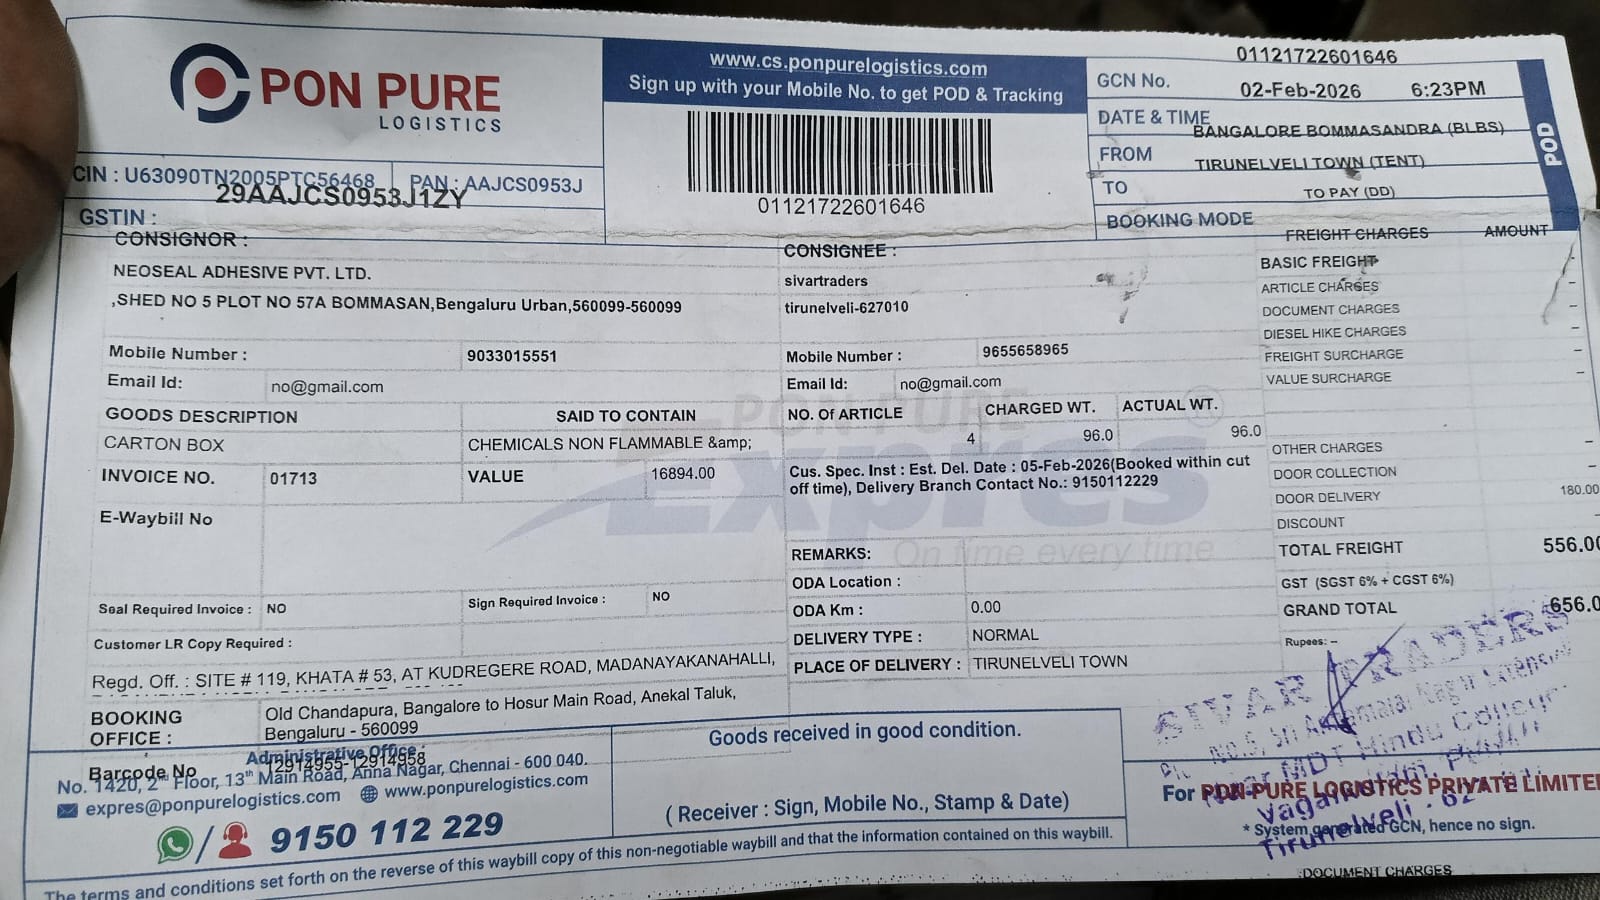 PON PURE
LOGISTICS
CIN : U63090TN2005PTC56468
PAN : AAJCS0953J
29AAJCS0953J1ZY
GSTIN :
www.cs.ponpurelogistics.com
Sign up with your Mobile No. to get POD & Tracking
01121722601646
01121722601646
GCN No.
02-Feb-2026 6:23PM
DATE & TIME
BANGALORE BOMMASANDRA (BLBS)
FROM
TIRUNELVELI TOWN (TENT)
TO
TO PAY (DD)
BOOKING MODE
POD
CONSIGNOR :
NEOSEAL ADHESIVE PVT. LTD.
,SHED NO 5 PLOT NO 57A BOMMASAN,Bengaluru Urban,560099-560099
Mobile Number : 9033015551
Email Id: no@gmail.com
CONSIGNEE :
sivartraders
tirunelveli-627010
Mobile Number : 9655658965
Email Id: no@gmail.com
GOODS DESCRIPTION SAID TO CONTAIN
CARTON BOX CHEMICALS NON FLAMMABLE &amp;
INVOICE NO. 01713 VALUE 16894.00
E-Waybill No
Seal Required Invoice : NO Sign Required Invoice : NO
Customer LR Copy Required :
Regd. Off. : SITE # 119, KHATA # 53, AT KUDREGERE ROAD, MADANAYAKANAHALLI,
BOOKING OFFICE : Old Chandapura, Bangalore to Hosur Main Road, Anekal Taluk,
Bengaluru - 560099
NO. Of ARTICLE CHARGED WT. ACTUAL WT.
4 96.0 96.0
Cus. Spec. Inst : Est. Del. Date : 05-Feb-2026(Booked within cut
off time), Delivery Branch Contact No.: 9150112229
PON PURE
Expres
On time every time
REMARKS:
ODA Location :
ODA Km : 0.00
DELIVERY TYPE : NORMAL
PLACE OF DELIVERY : TIRUNELVELI TOWN
FREIGHT CHARGES AMOUNT
BASIC FREIGHT -
ARTICLE CHARGES -
DOCUMENT CHARGES -
DIESEL HIKE CHARGES -
FREIGHT SURCHARGE -
VALUE SURCHARGE -
OTHER CHARGES -
DOOR COLLECTION -
DOOR DELIVERY 180.00
DISCOUNT -
TOTAL FREIGHT 556.00
GST (SGST 6% + CGST 6%)
GRAND TOTAL 656.0
Rupees: –
SIVAR TRADERS
Near MDT Hindu College
Tirunelveli
Barcode No 12914955-12914958
Administrative Office :
No. 1420, 2nd Floor, 13th Main Road, Anna Nagar, Chennai - 600 040.
expres@ponpurelogistics.com www.ponpurelogistics.com
/ 9150 112 229
Goods received in good condition.
( Receiver : Sign, Mobile No., Stamp & Date)
For PON PURE LOGISTICS PRIVATE LIMITE
* System generated GCN, hence no sign.
The terms and conditions set forth on the reverse of this waybill copy of this non-negotiable waybill and that the information contained on this waybill.
DOCUMENT CHARGES